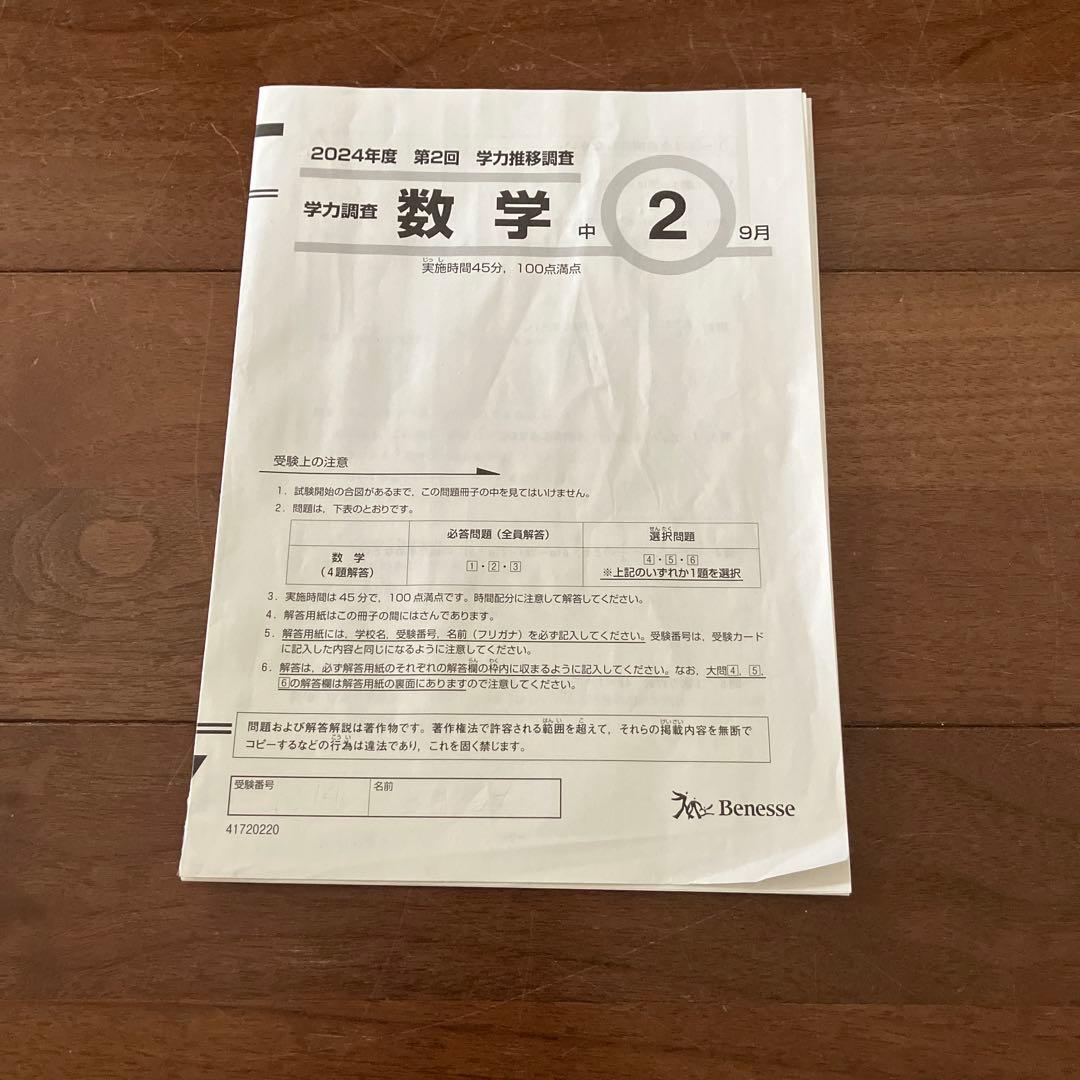 2024年度 第2回 学力推移調査
学力調査 数学 中 2 9月
実施時間45分，100点満点
受験上の注意
1．試験開始の合図があるまで，この問題冊子の中を見てはいけません。
2．問題は，下表のとおりです。
必答問題（全員解答） 選択問題
数 学 1・2・3 4・5・6
（4題解答） ※上記のいずれか1題を選択
3．実施時間は45分で，100点満点です。時間配分に注意して解答してください。
4．解答用紙はこの冊子の間にはさんであります。
5．解答用紙には，学校名，受験番号，名前（フリガナ）を必ず記入してください。受験番号は，受験カード
に記入した内容と同じになるように注意してください。
6．解答は，必ず解答用紙のそれぞれの解答欄の枠内に収まるように記入してください。なお，大問4，5，
6の解答欄は解答用紙の裏面にありますので注意してください。
問題および解答解説は著作物です。著作権法で許容される範囲を超えて，それらの掲載内容を無断で
コピーするなどの行為は違法であり，これを固く禁じます。
受験番号 名前
Benesse
41720220